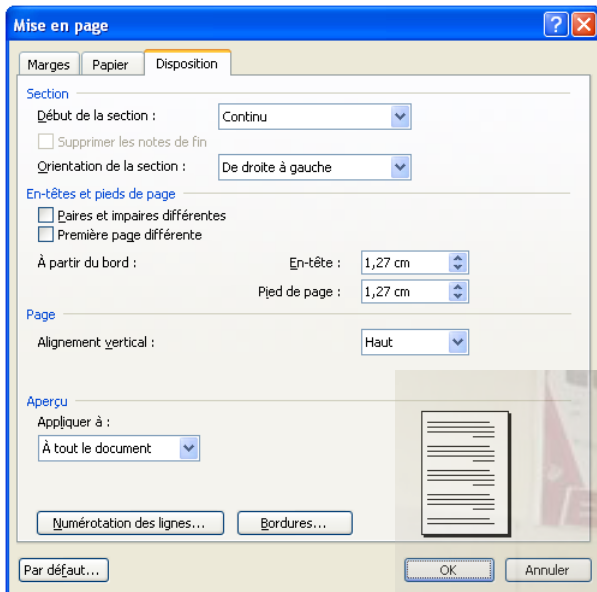 Mise en page
Marges Papier Disposition
Section
Début de la section : Continu
Supprimer les notes de fin
Orientation de la section : De droite à gauche
En-têtes et pieds de page
Paires et impaires différentes
Première page différente
À partir du bord : En-tête : 1,27 cm
Pied de page : 1,27 cm
Page
Alignement vertical : Haut
Aperçu
Appliquer à :
À tout le document
Numérotation des lignes... Bordures...
Par défaut... OK Annuler